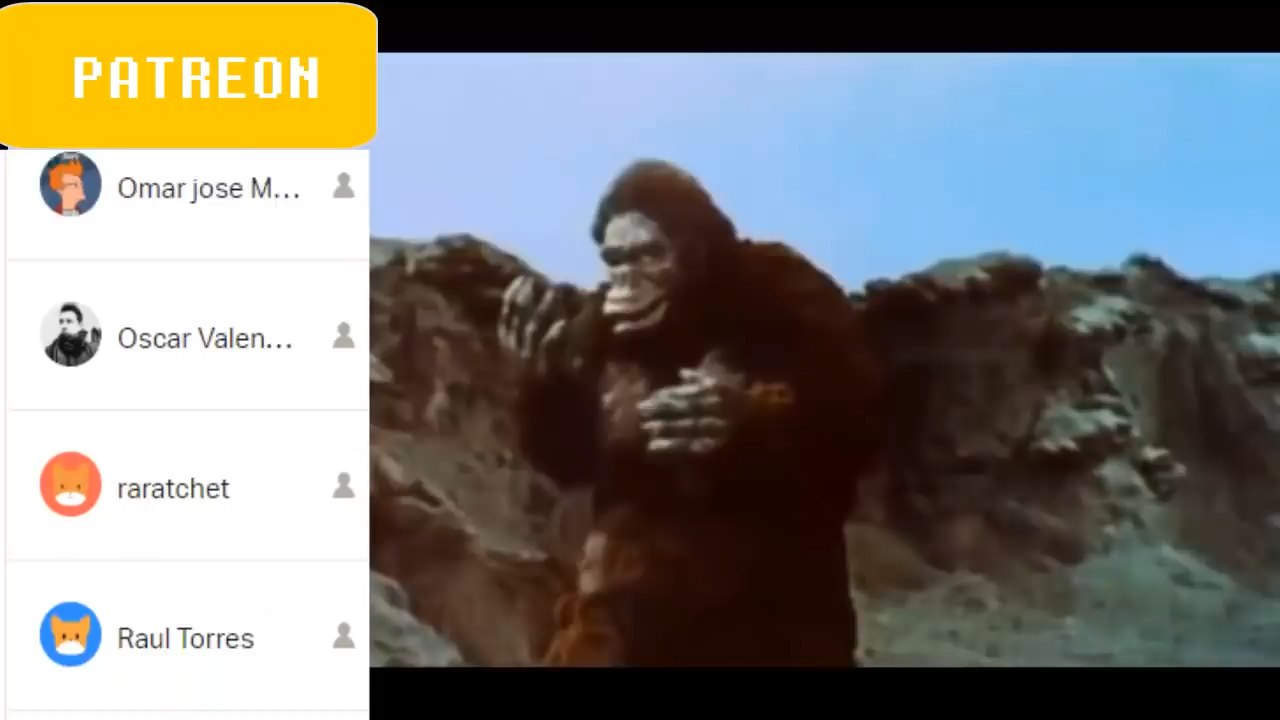 PATREON
Omar jose M...
Oscar Valen...
raratchet
Raul Torres